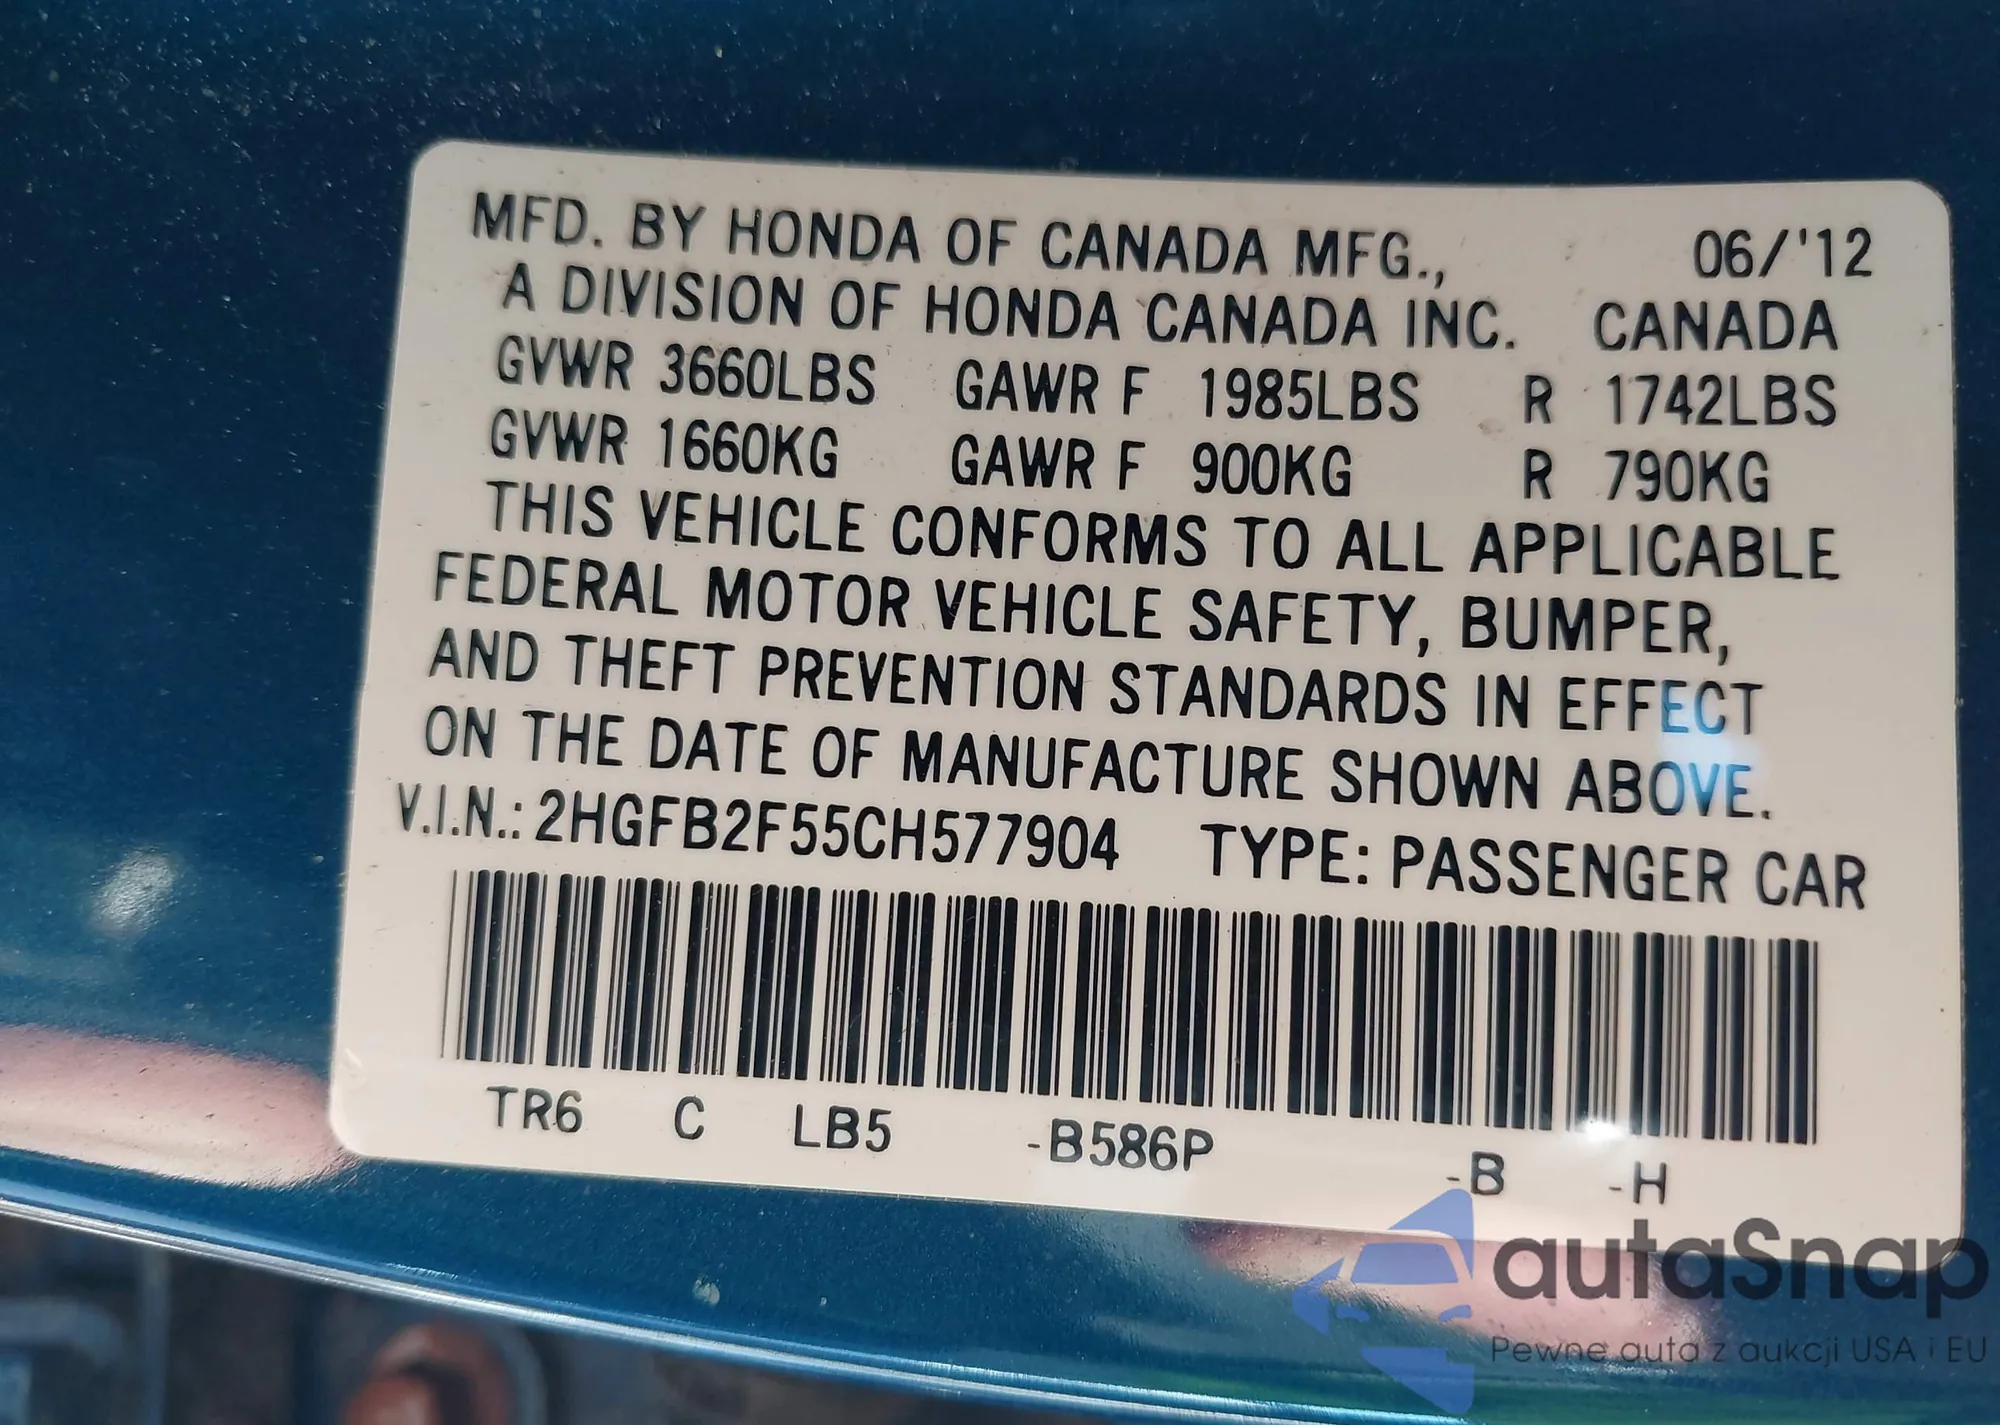 MFD. BY HONDA OF CANADA MFG., 06/'12
A DIVISION OF HONDA CANADA INC. CANADA
GVWR 3660LBS GAWR F 1985LBS R 1742LBS
GVWR 1660KG GAWR F 900KG R 790KG
THIS VEHICLE CONFORMS TO ALL APPLICABLE
FEDERAL MOTOR VEHICLE SAFETY, BUMPER,
AND THEFT PREVENTION STANDARDS IN EFFECT
ON THE DATE OF MANUFACTURE SHOWN ABOVE.
V.I.N.: 2HGFB2F55CH577904 TYPE: PASSENGER CAR
TR6 C LB5 -B586P -B -H
autaSnap
Pewne auta z aukcji USA i EU